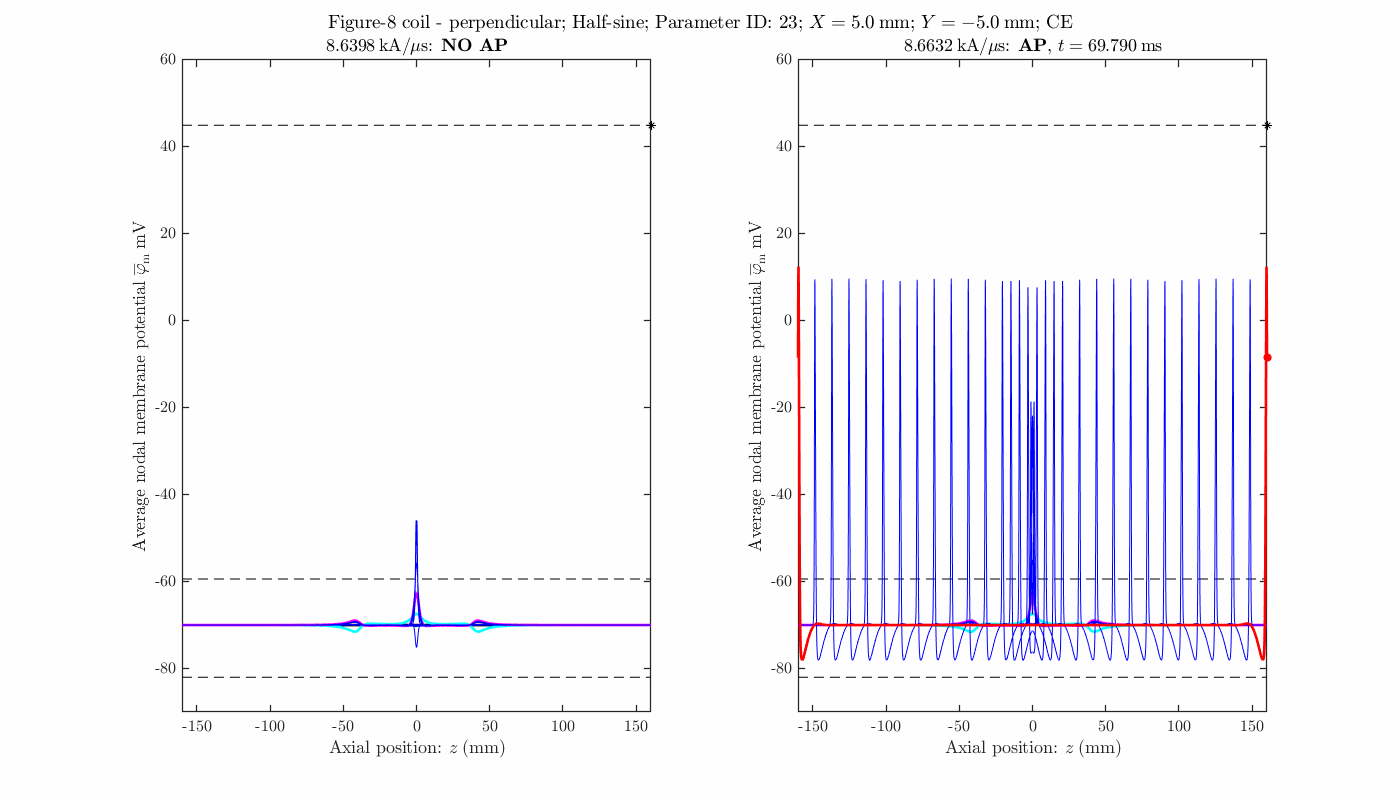 Figure-8 coil - perpendicular; Half-sine; Parameter ID: 23; X = 5.0 mm; Y = −5.0 mm; CE
8.6398 kA/μs: NO AP
60
40
20
0
-20
-40
-60
-80
-150 -100 -50 0 50 100 150
Average nodal membrane potential φ̅m mV
Axial position: z (mm)
8.6632 kA/μs: AP, t = 69.790 ms
60
40
20
0
-20
-40
-60
-80
-150 -100 -50 0 50 100 150
Average nodal membrane potential φ̅m mV
Axial position: z (mm)